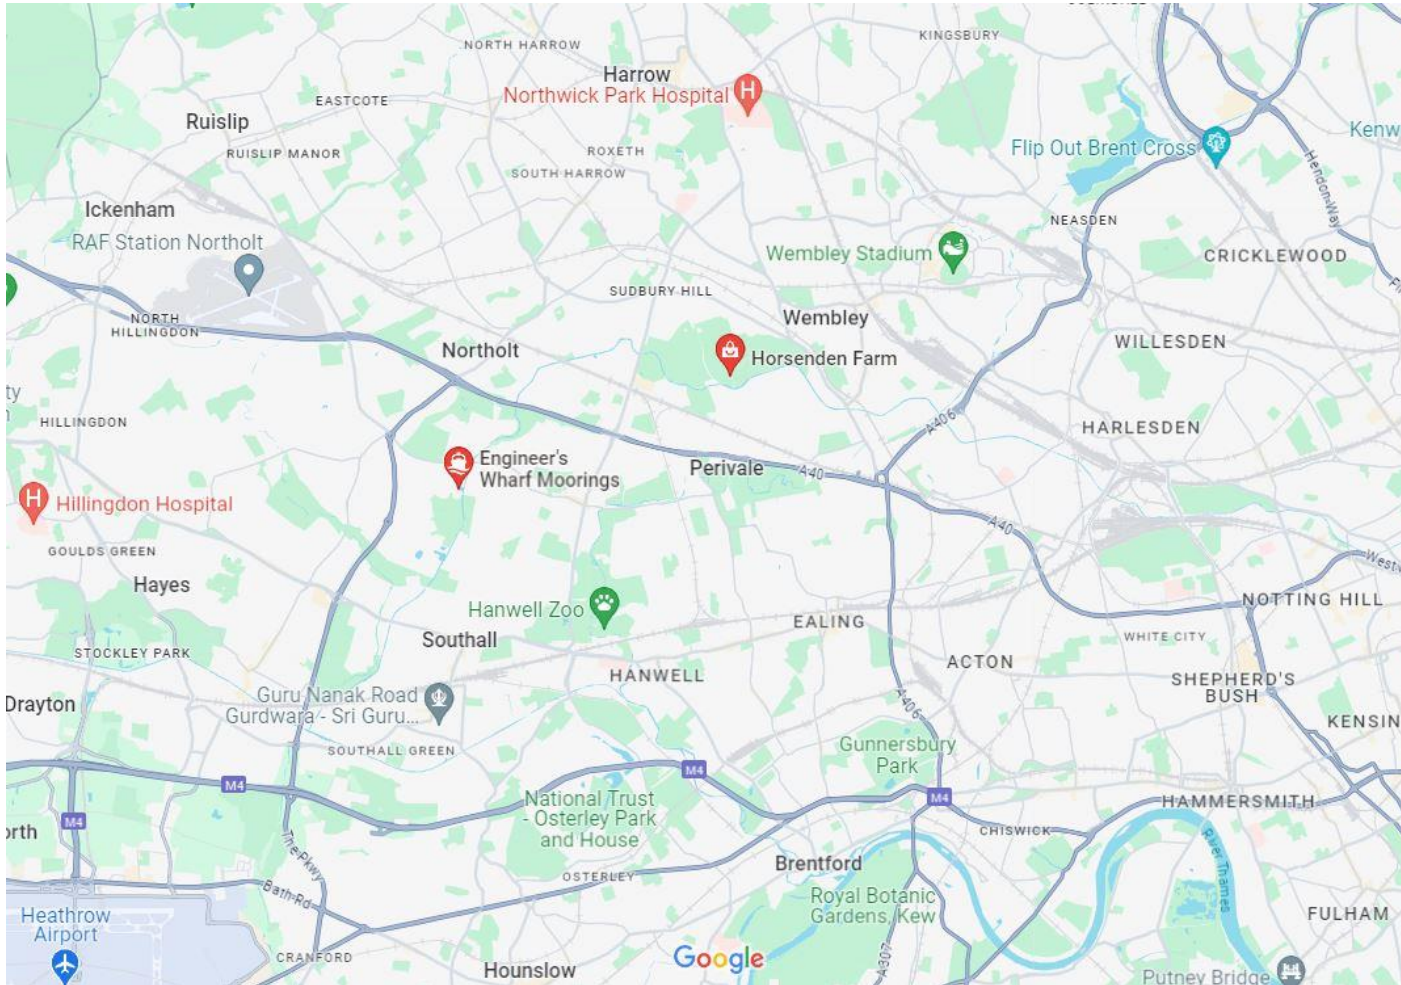 NORTH HARROW
KINGSBURY
Harrow
Northwick Park Hospital
H
EASTCOTE
Ruislip
RUISLIP MANOR
ROXETH
SOUTH HARROW
Flip Out Brent Cross
Kenw
Hendon Way
Ickenham
RAF Station Northolt
NEASDEN
Wembley Stadium
CRICKLEWOOD
SUDBURY HILL
NORTH
HILLINGDON
Wembley
Northolt
Horsenden Farm
WILLESDEN
HILLINGDON
A406
HARLESDEN
Engineer's
Wharf Moorings
Perivale
A40
H
Hillingdon Hospital
A40
GOULDS GREEN
Hayes
Hanwell Zoo
NOTTING HILL
EALING
WHITE CITY
Southall
STOCKLEY PARK
ACTON
HANWELL
SHEPHERD'S
BUSH
Drayton
Guru Nanak Road
Gurdwara - Sri Guru...
A406
KENSIN
SOUTHALL GREEN
Gunnersbury
Park
M4
M4
M4
National Trust
- Osterley Park
and House
HAMMERSMITH
M4
orth
CHISWICK
The Pkwy
River Thames
Brentford
OSTERLEY
Bath Rd
Royal Botanic
Gardens, Kew
Heathrow
Airport
FULHAM
CRANFORD
A307
Google
Hounslow
Putney Bridge